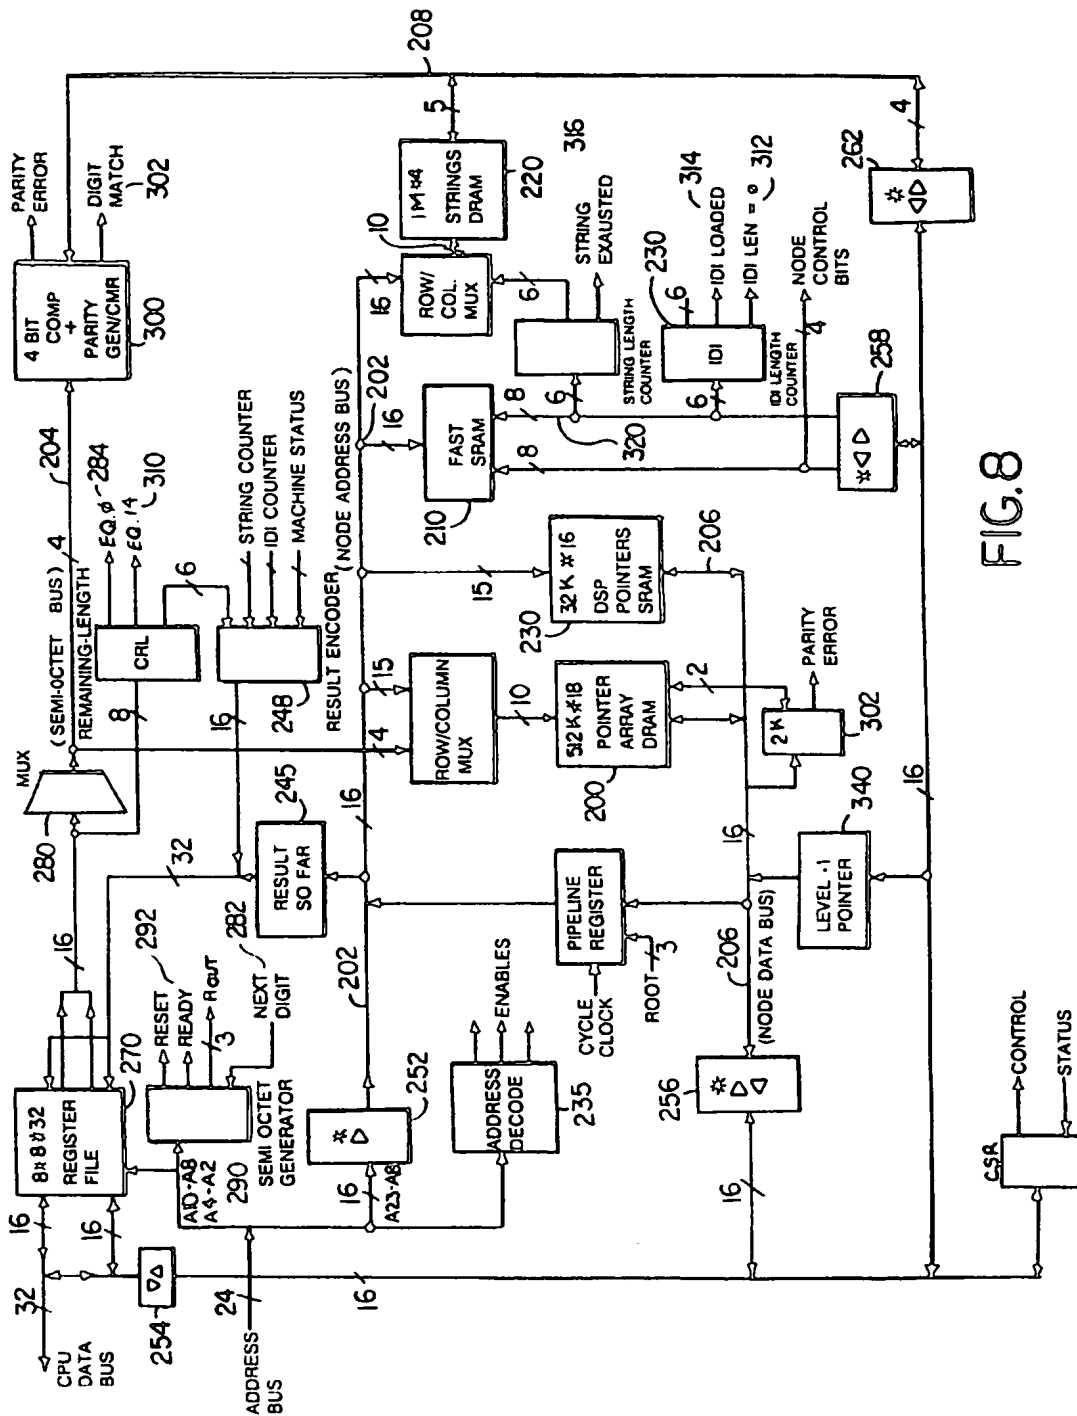 CPU
DATA
BUS
32
16
16
254
ADDRESS
BUS
24
8x8x32
REGISTER
FILE
270
A10-A8
A4-A2
290
SEMI OCTET
GENERATOR
RESET
READY
292
ROUT
3
NEXT
DIGIT
282
16
MUX
280
32
RESULT
SO FAR
245
(SEMI-OCTET BUS)
REMAINING-LENGTH
204
4
8
CRL
EQ.0
284
EQ.14
310
6
STRING COUNTER
IDI COUNTER
MACHINE STATUS
248
16
RESULT ENCODER
4 BIT
COMP
+
PARITY
GEN/CMR
300
PARITY
ERROR
DIGIT
MATCH
302
208
16
A23-A8
252
202
16
(NODE ADDRESS BUS)
202
ADDRESS
DECODE
235
ENABLES
CYCLE
CLOCK
ROOT
3
PIPELINE
REGISTER
4
15
ROW/COLUMN
MUX
10
512K*18
POINTER
ARRAY
DRAM
200
2
15
32K*16
DSP
POINTERS
SRAM
230
206
16
FAST
SRAM
210
8
8
320
16
ROW/
COL.
MUX
10
1M*4
STRINGS
DRAM
220
5
6
6
STRING LENGTH
COUNTER
STRING
EXAUSTED
316
6
IDI
230
6
IDI LOADED
314
IDI LEN = 0
312
IDI LENGTH
COUNTER
4
NODE
CONTROL
BITS
258
262
4
256
16
206
(NODE DATA BUS)
16
LEVEL-1
POINTER
340
2K
302
PARITY
ERROR
16
16
CSR
CONTROL
STATUS
FIG.8